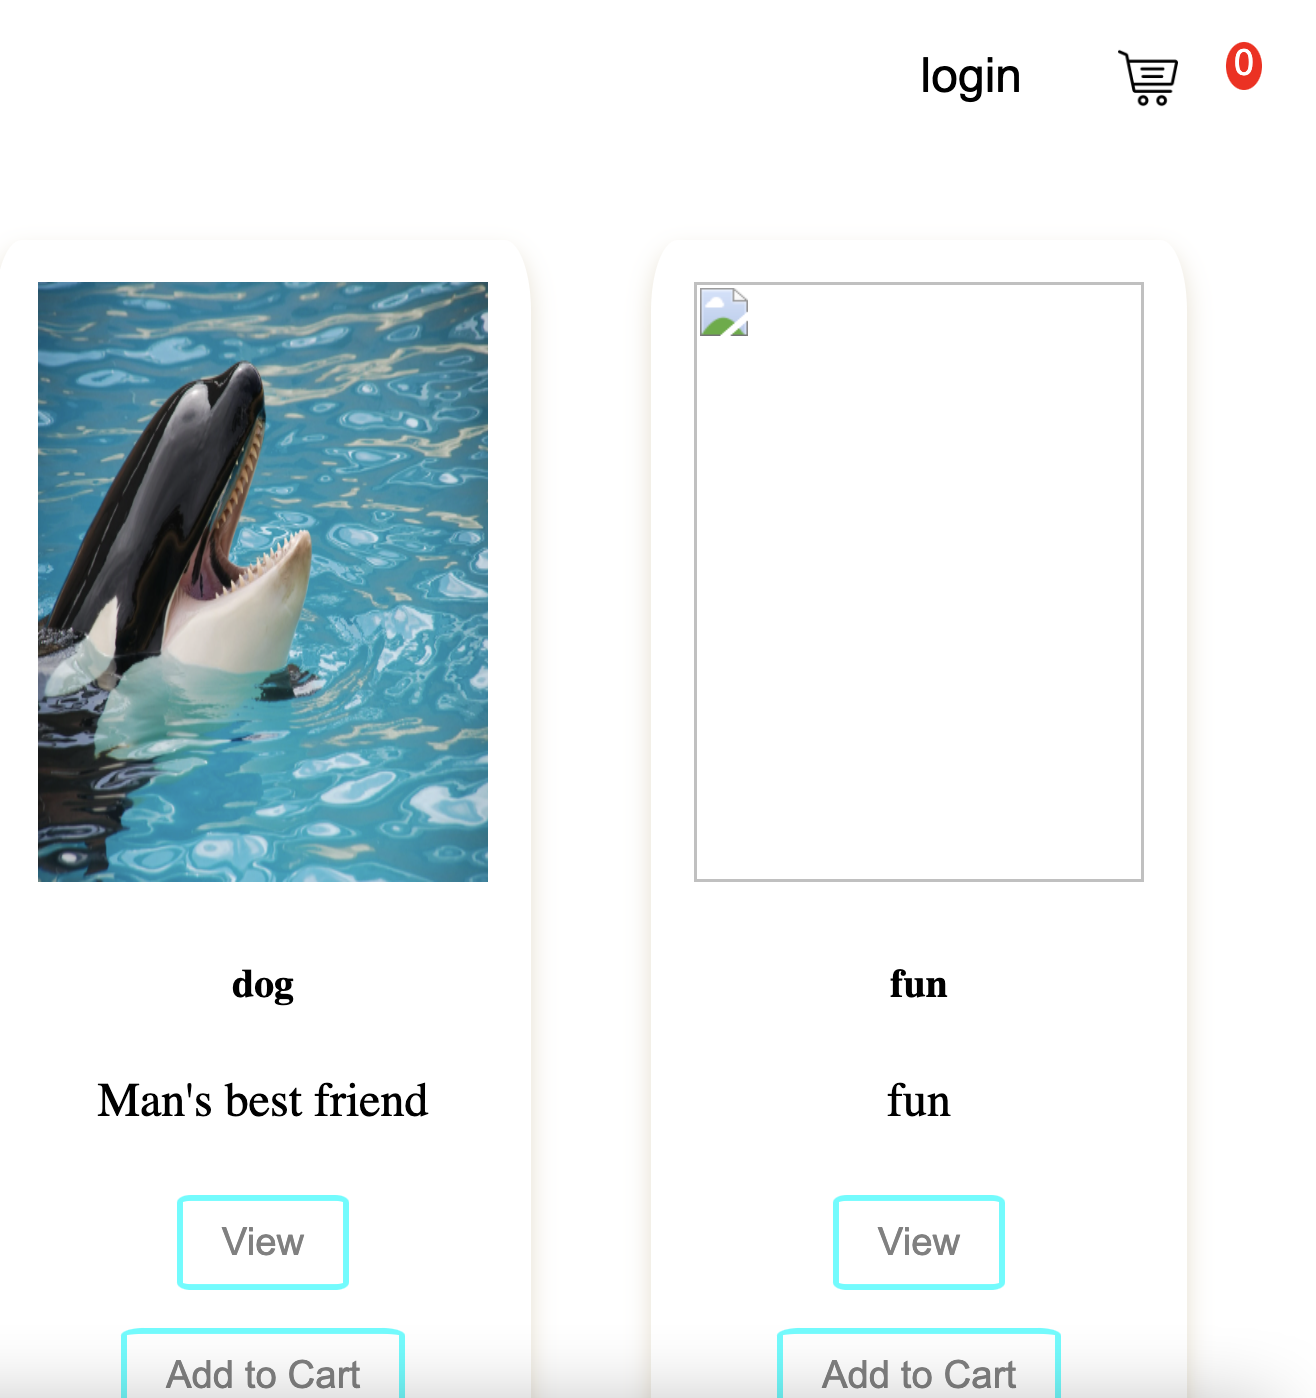 login
0
dog
Man's best friend
View
Add to Cart
fun
fun
View
Add to Cart